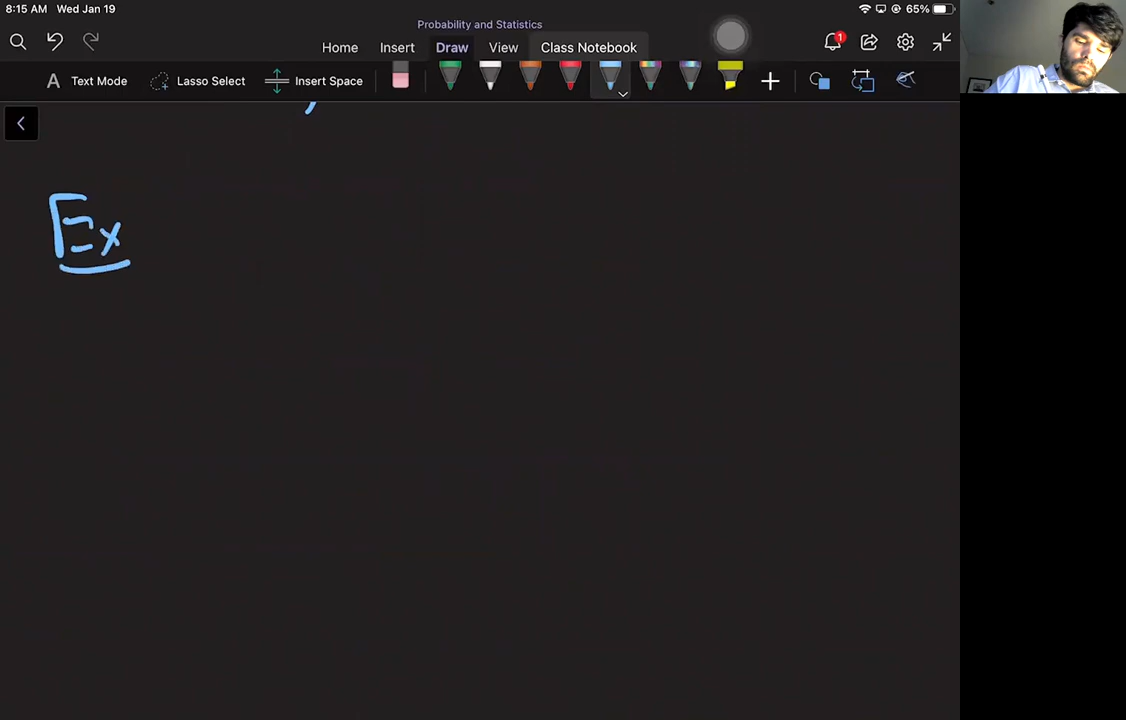 8:15 AM Wed Jan 19
65%
Probability and Statistics
Home Insert Draw View Class Notebook
1
A Text Mode Lasso Select Insert Space
Ex